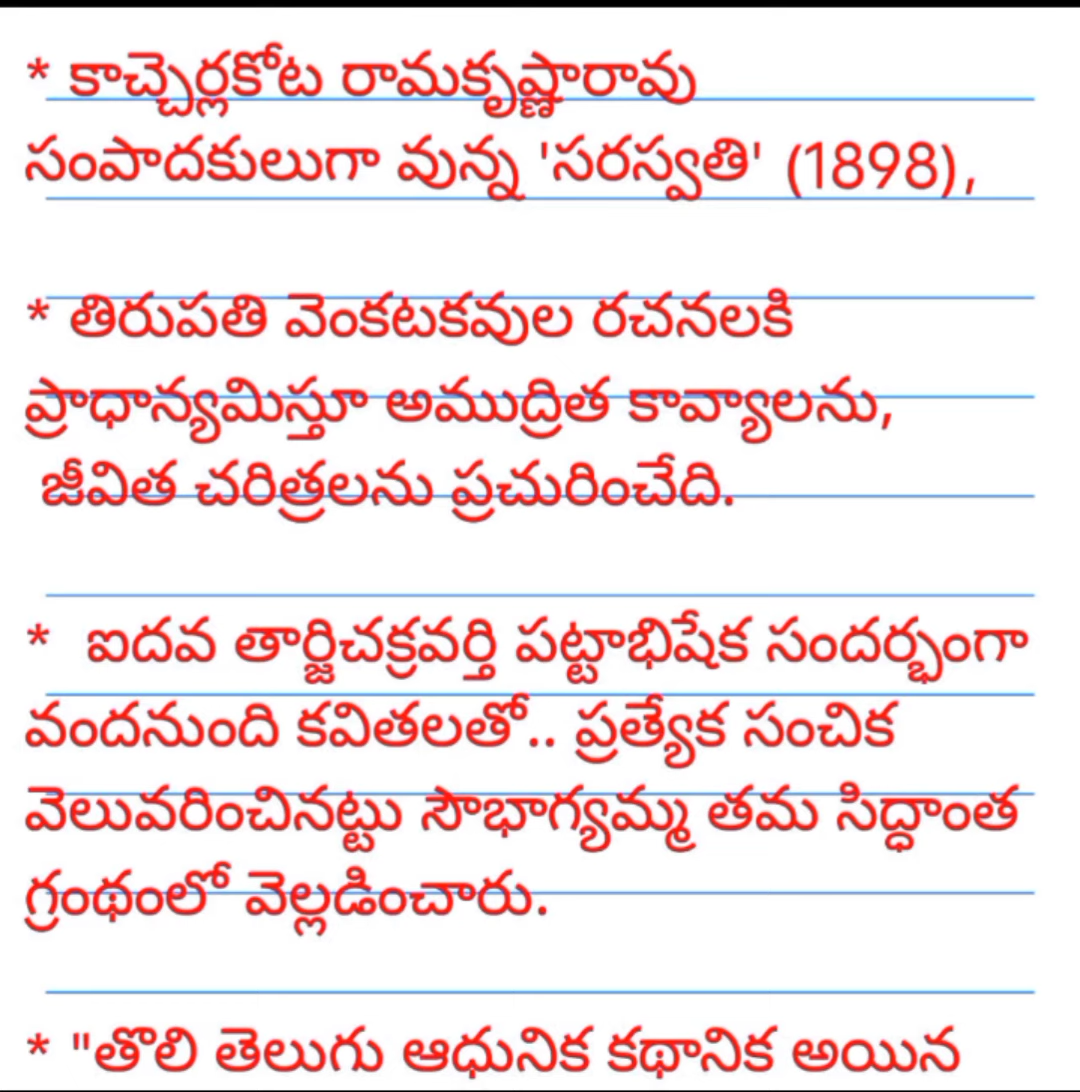 * కాచ్చెర్లకోట రామకృష్ణారావు
సంపాదకులుగా వున్న 'సరస్వతి' (1898),
* తిరుపతి వెంకటకవుల రచనలకి
ప్రాధాన్యమిస్తూ అముద్రిత కావ్యాలను,
జీవిత చరిత్రలను ప్రచురించేది.
* ఐదవ తార్జిచక్రవర్తి పట్టాభిషేక సందర్భంగా
వందనుంది కవితలతో.. ప్రత్యేక సంచిక
వెలువరించినట్టు సౌభాగ్యమ్మ తమ సిద్ధాంత
గ్రంథంలో వెల్లడించారు.
* "తొలి తెలుగు ఆధునిక కథానిక అయిన